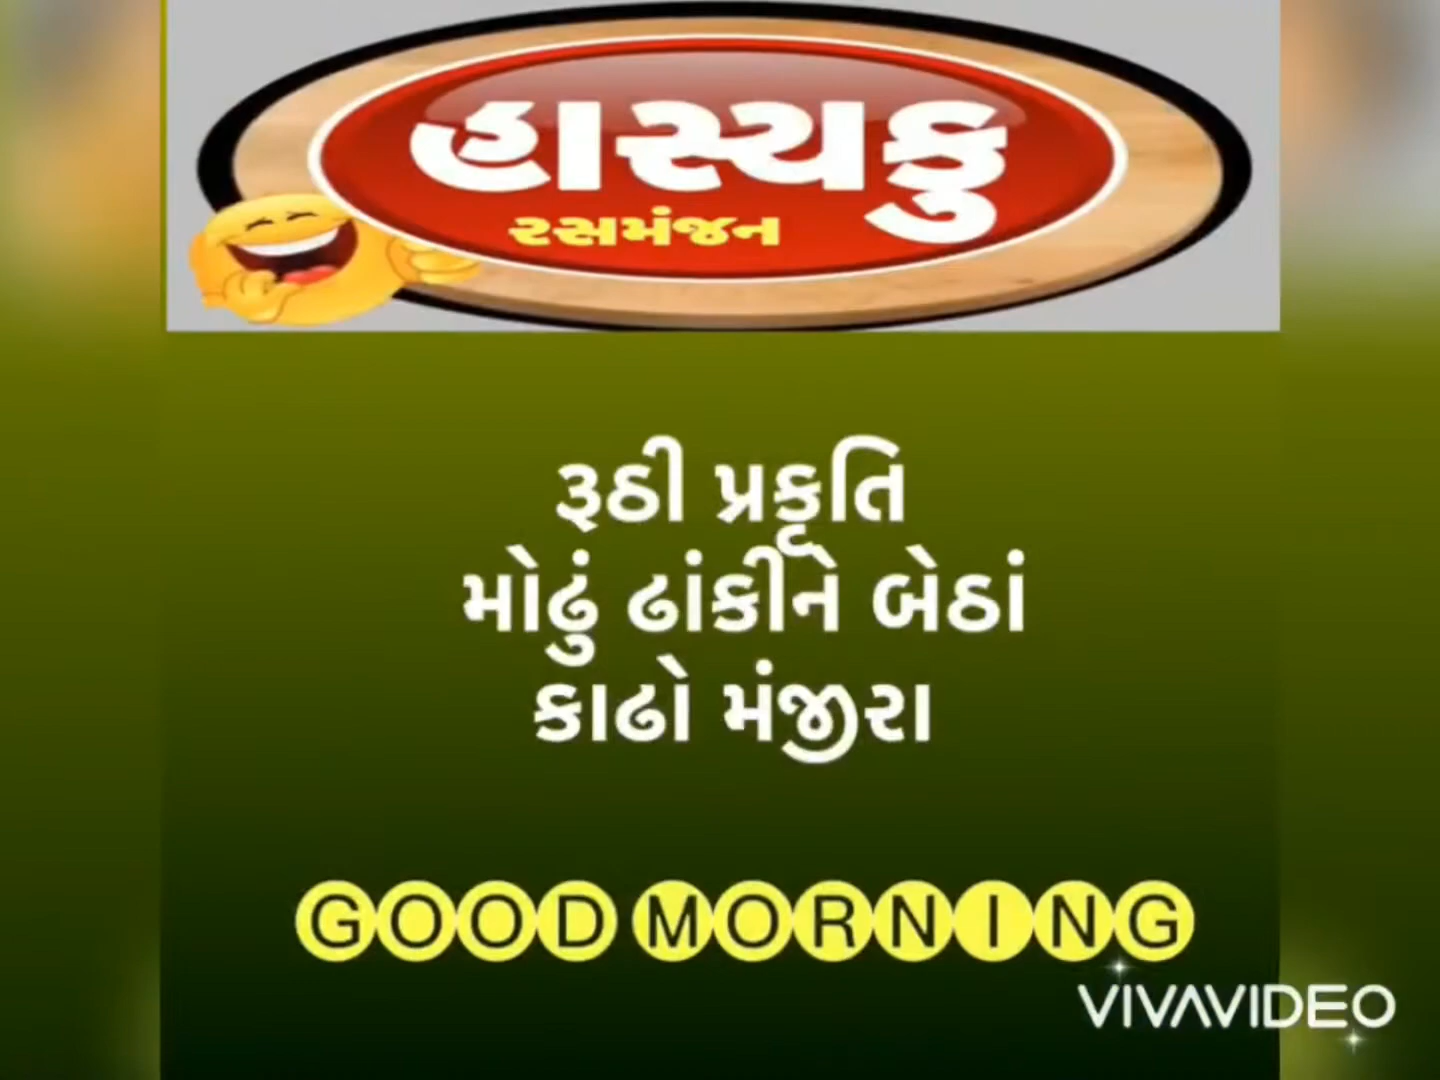 હાસ્યકુ
રસમંજન
રૂઠી પ્રકૃતિ
મોઢું ઢાંકીને બેઠાં
કાઢો મંજીરા
GOOD MORNING
VIVAVIDEO